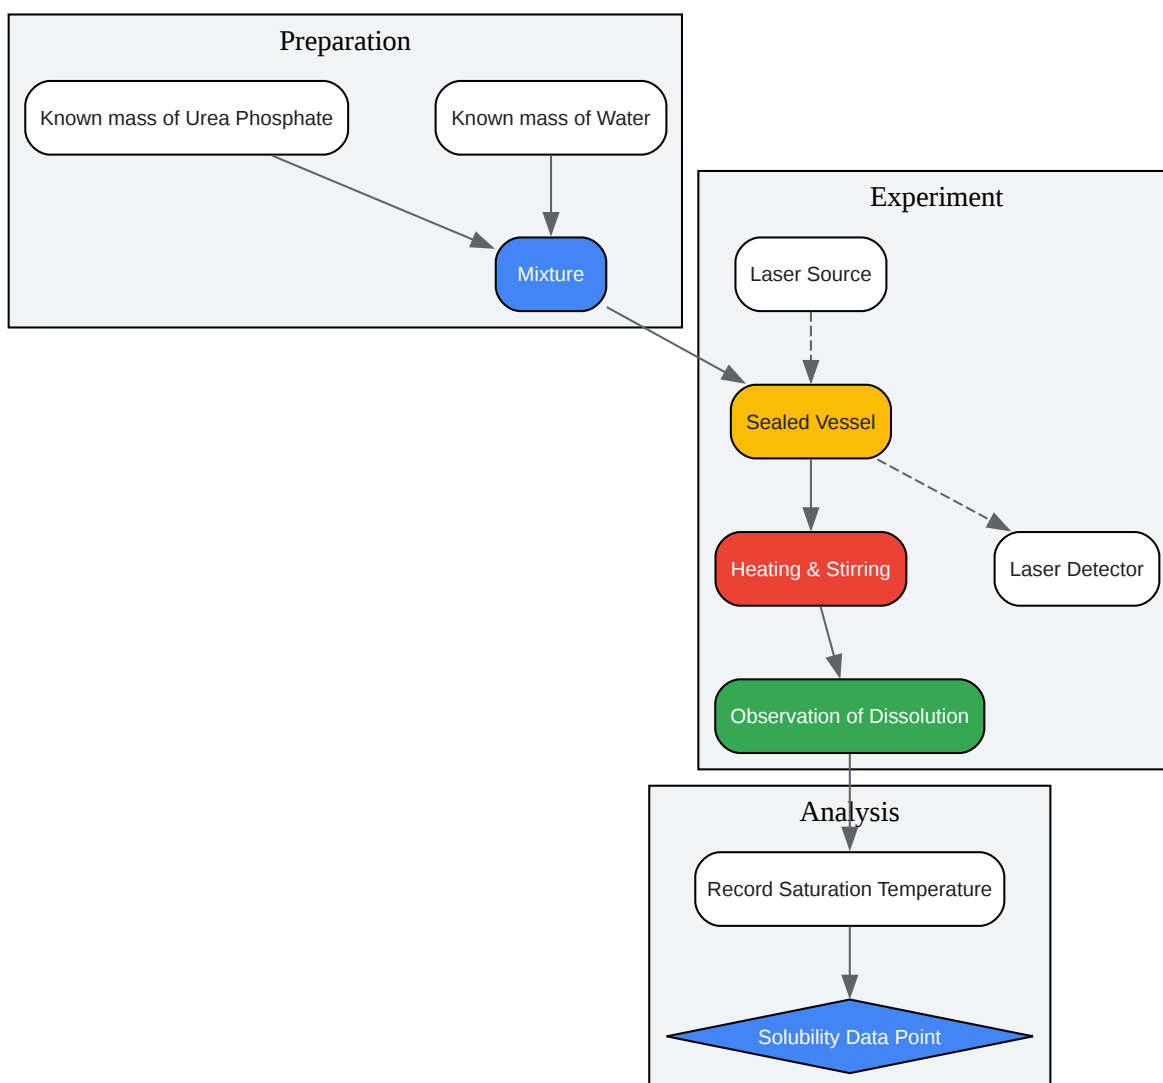 Preparation
Known mass of Urea Phosphate
Known mass of Water
Mixture
Experiment
Laser Source
Sealed Vessel
Heating & Stirring
Laser Detector
Observation of Dissolution
Analysis
Record Saturation Temperature
Solubility Data Point